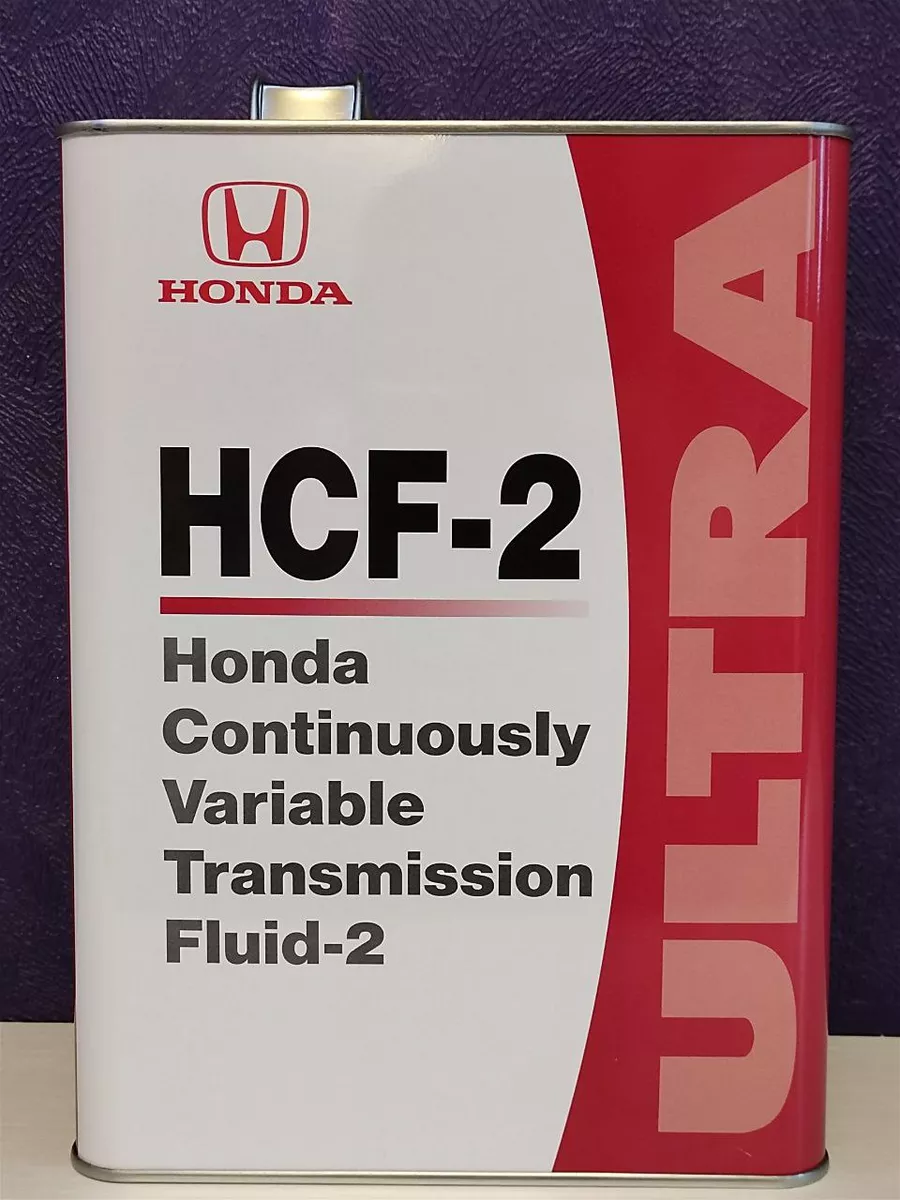 HONDA
HCF-2
Honda
Continuously
Variable
Transmission
Fluid-2
ULTRA